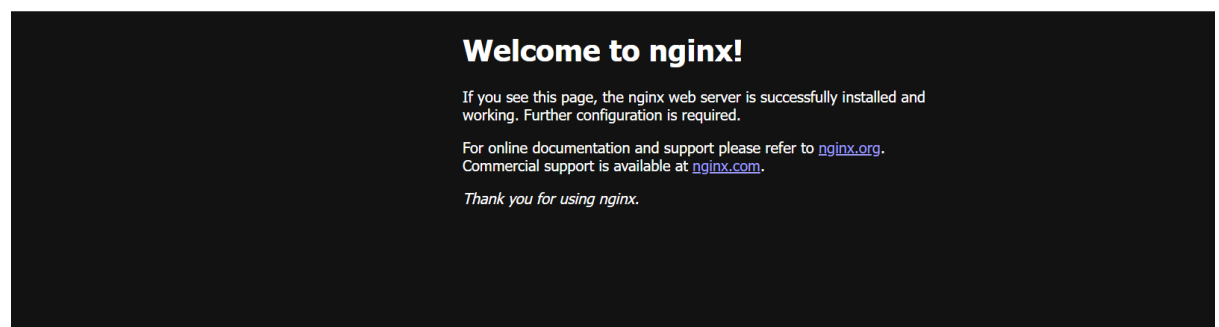 Welcome to nginx!
If you see this page, the nginx web server is successfully installed and
working. Further configuration is required.
For online documentation and support please refer to nginx.org.
Commercial support is available at nginx.com.
Thank you for using nginx.